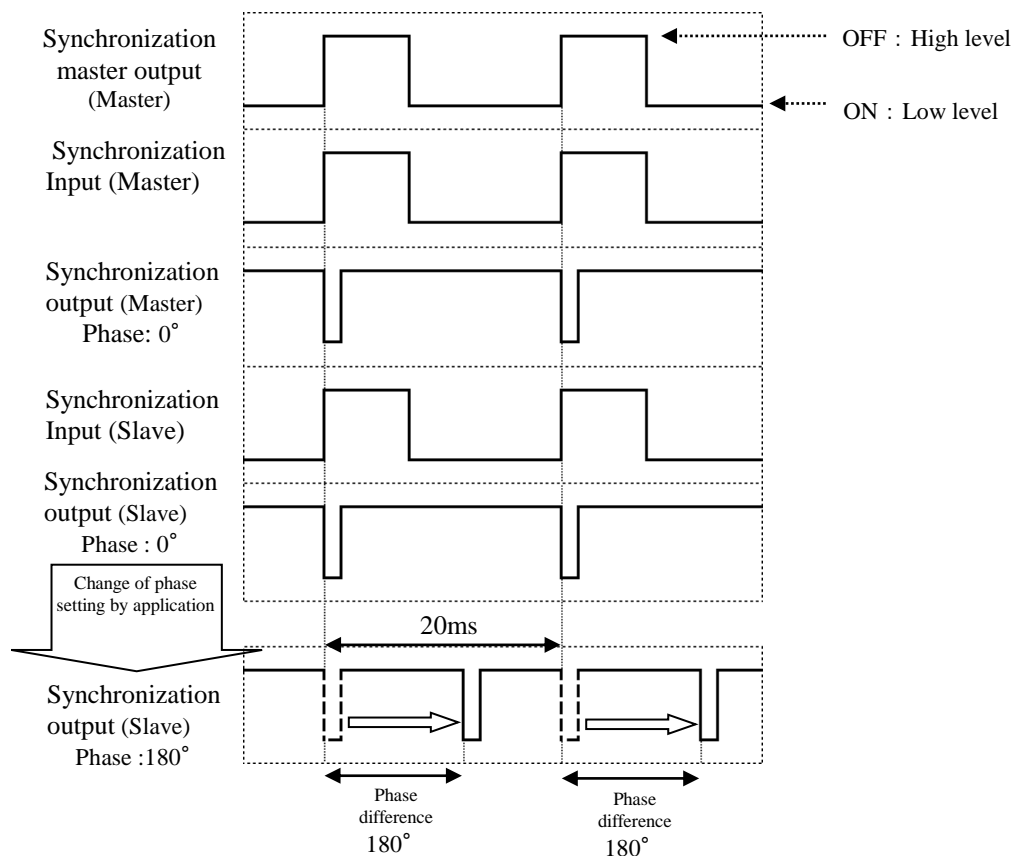 Synchronization
master output
(Master)
OFF : High level
ON : Low level
Synchronization
Input (Master)
Synchronization
output (Master)
Phase: 0°
Synchronization
Input (Slave)
Synchronization
output (Slave)
Phase : 0°
Change of phase
setting by application
20ms
Synchronization
output (Slave)
Phase :180°
Phase
difference
180°
Phase
difference
180°